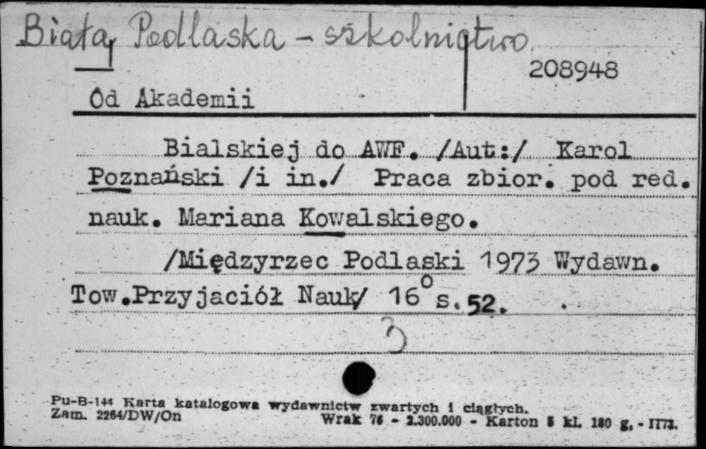 Biała Podlaska - szkolnictwo
208948
Od Akademii
Bialskiej do AWF. /Aut:/ Karol
Poznański /i in./ Praca zbior. pod red.
nauk. Mariana Kowalskiego.
/Międzyrzec Podlaski 1973 Wydawn.
Tow.Przyjaciół Nauk/ 16° s.52.
3
Pu-B-144 Karta katalogowa wydawnictw zwartych i ciągłych.
Zam. 2264/DW/On Wrak 76 - 2.300.000 - Karton 5 kl. 180 g, -